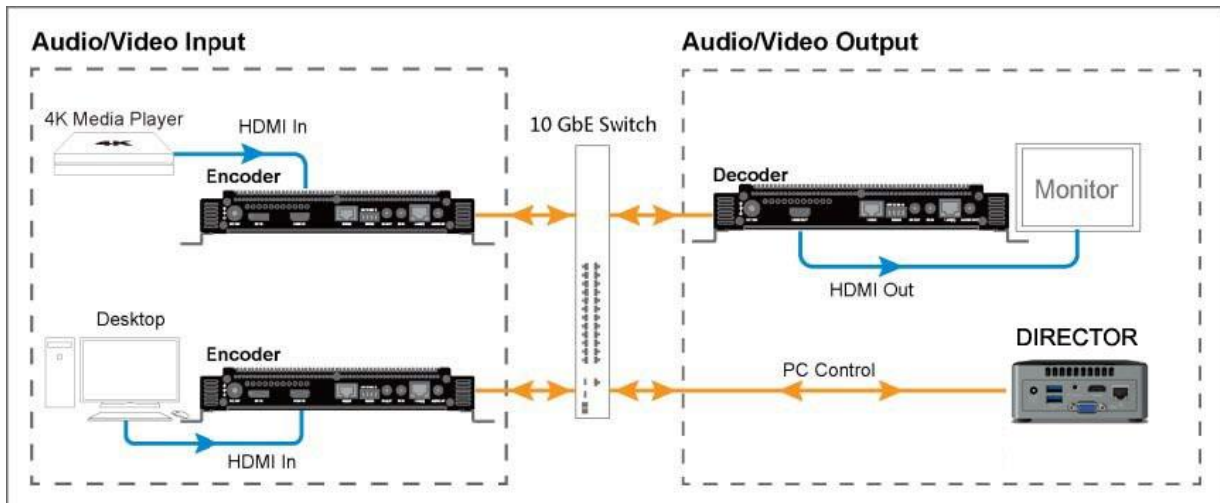 Audio/Video Input
Audio/Video Output
4K Media Player
HDMI In
4K
10 GbE Switch
Encoder
Decoder
Monitor
HDMI Out
Desktop
Encoder
DIRECTOR
PC Control
HDMI In